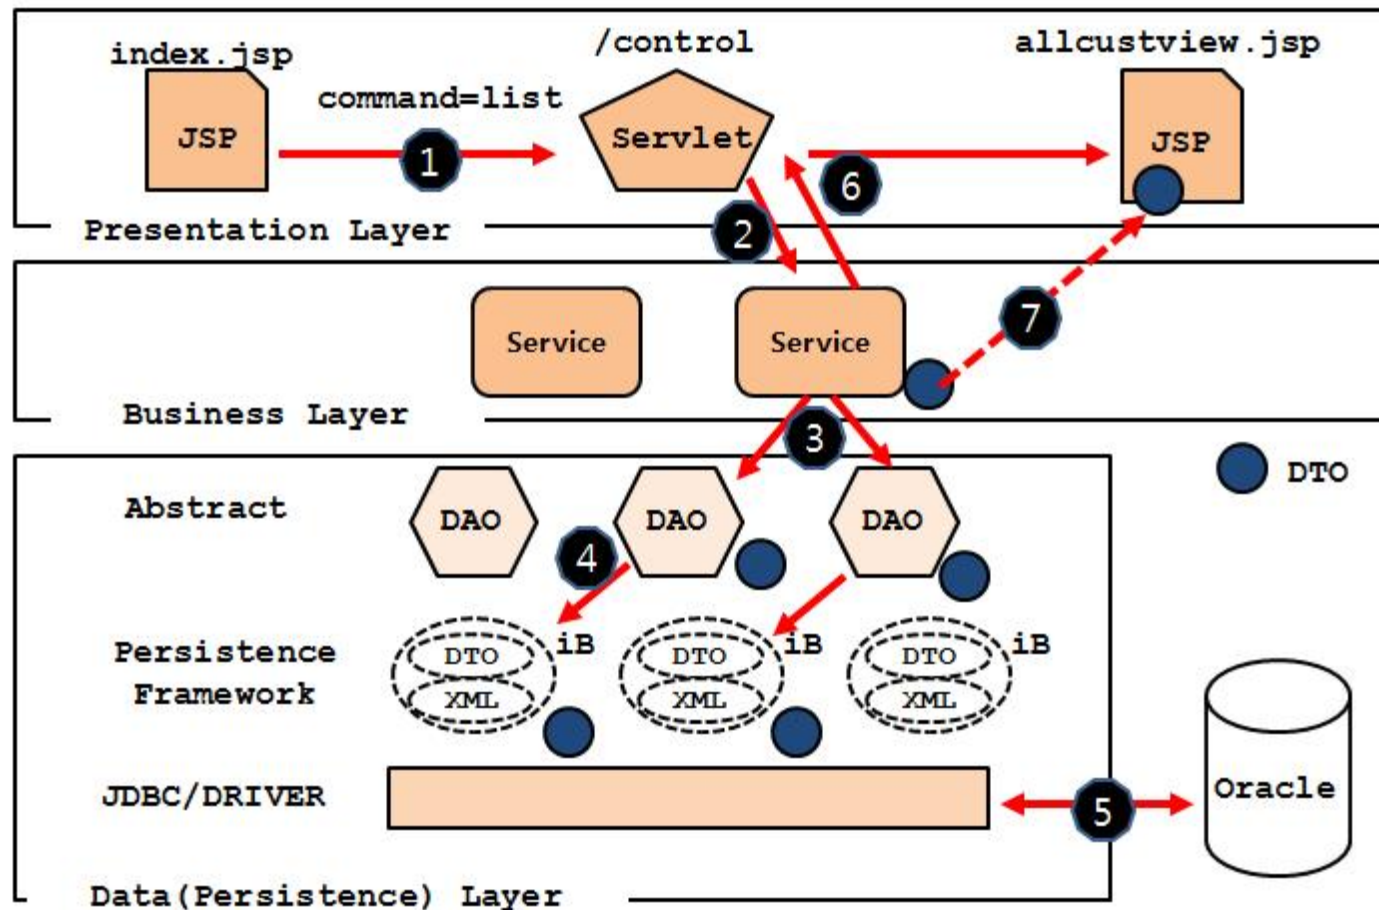 index.jsp
/control
allcustview.jsp
command=list
JSP
1
Servlet
6
JSP
2
Presentation Layer
Service
Service
7
Business Layer
3
DTO
Abstract
DAO
DAO
DAO
4
Persistence
Framework
DTO
XML
iB
DTO
XML
iB
DTO
XML
iB
JDBC/DRIVER
5
Oracle
Data(Persistence) Layer